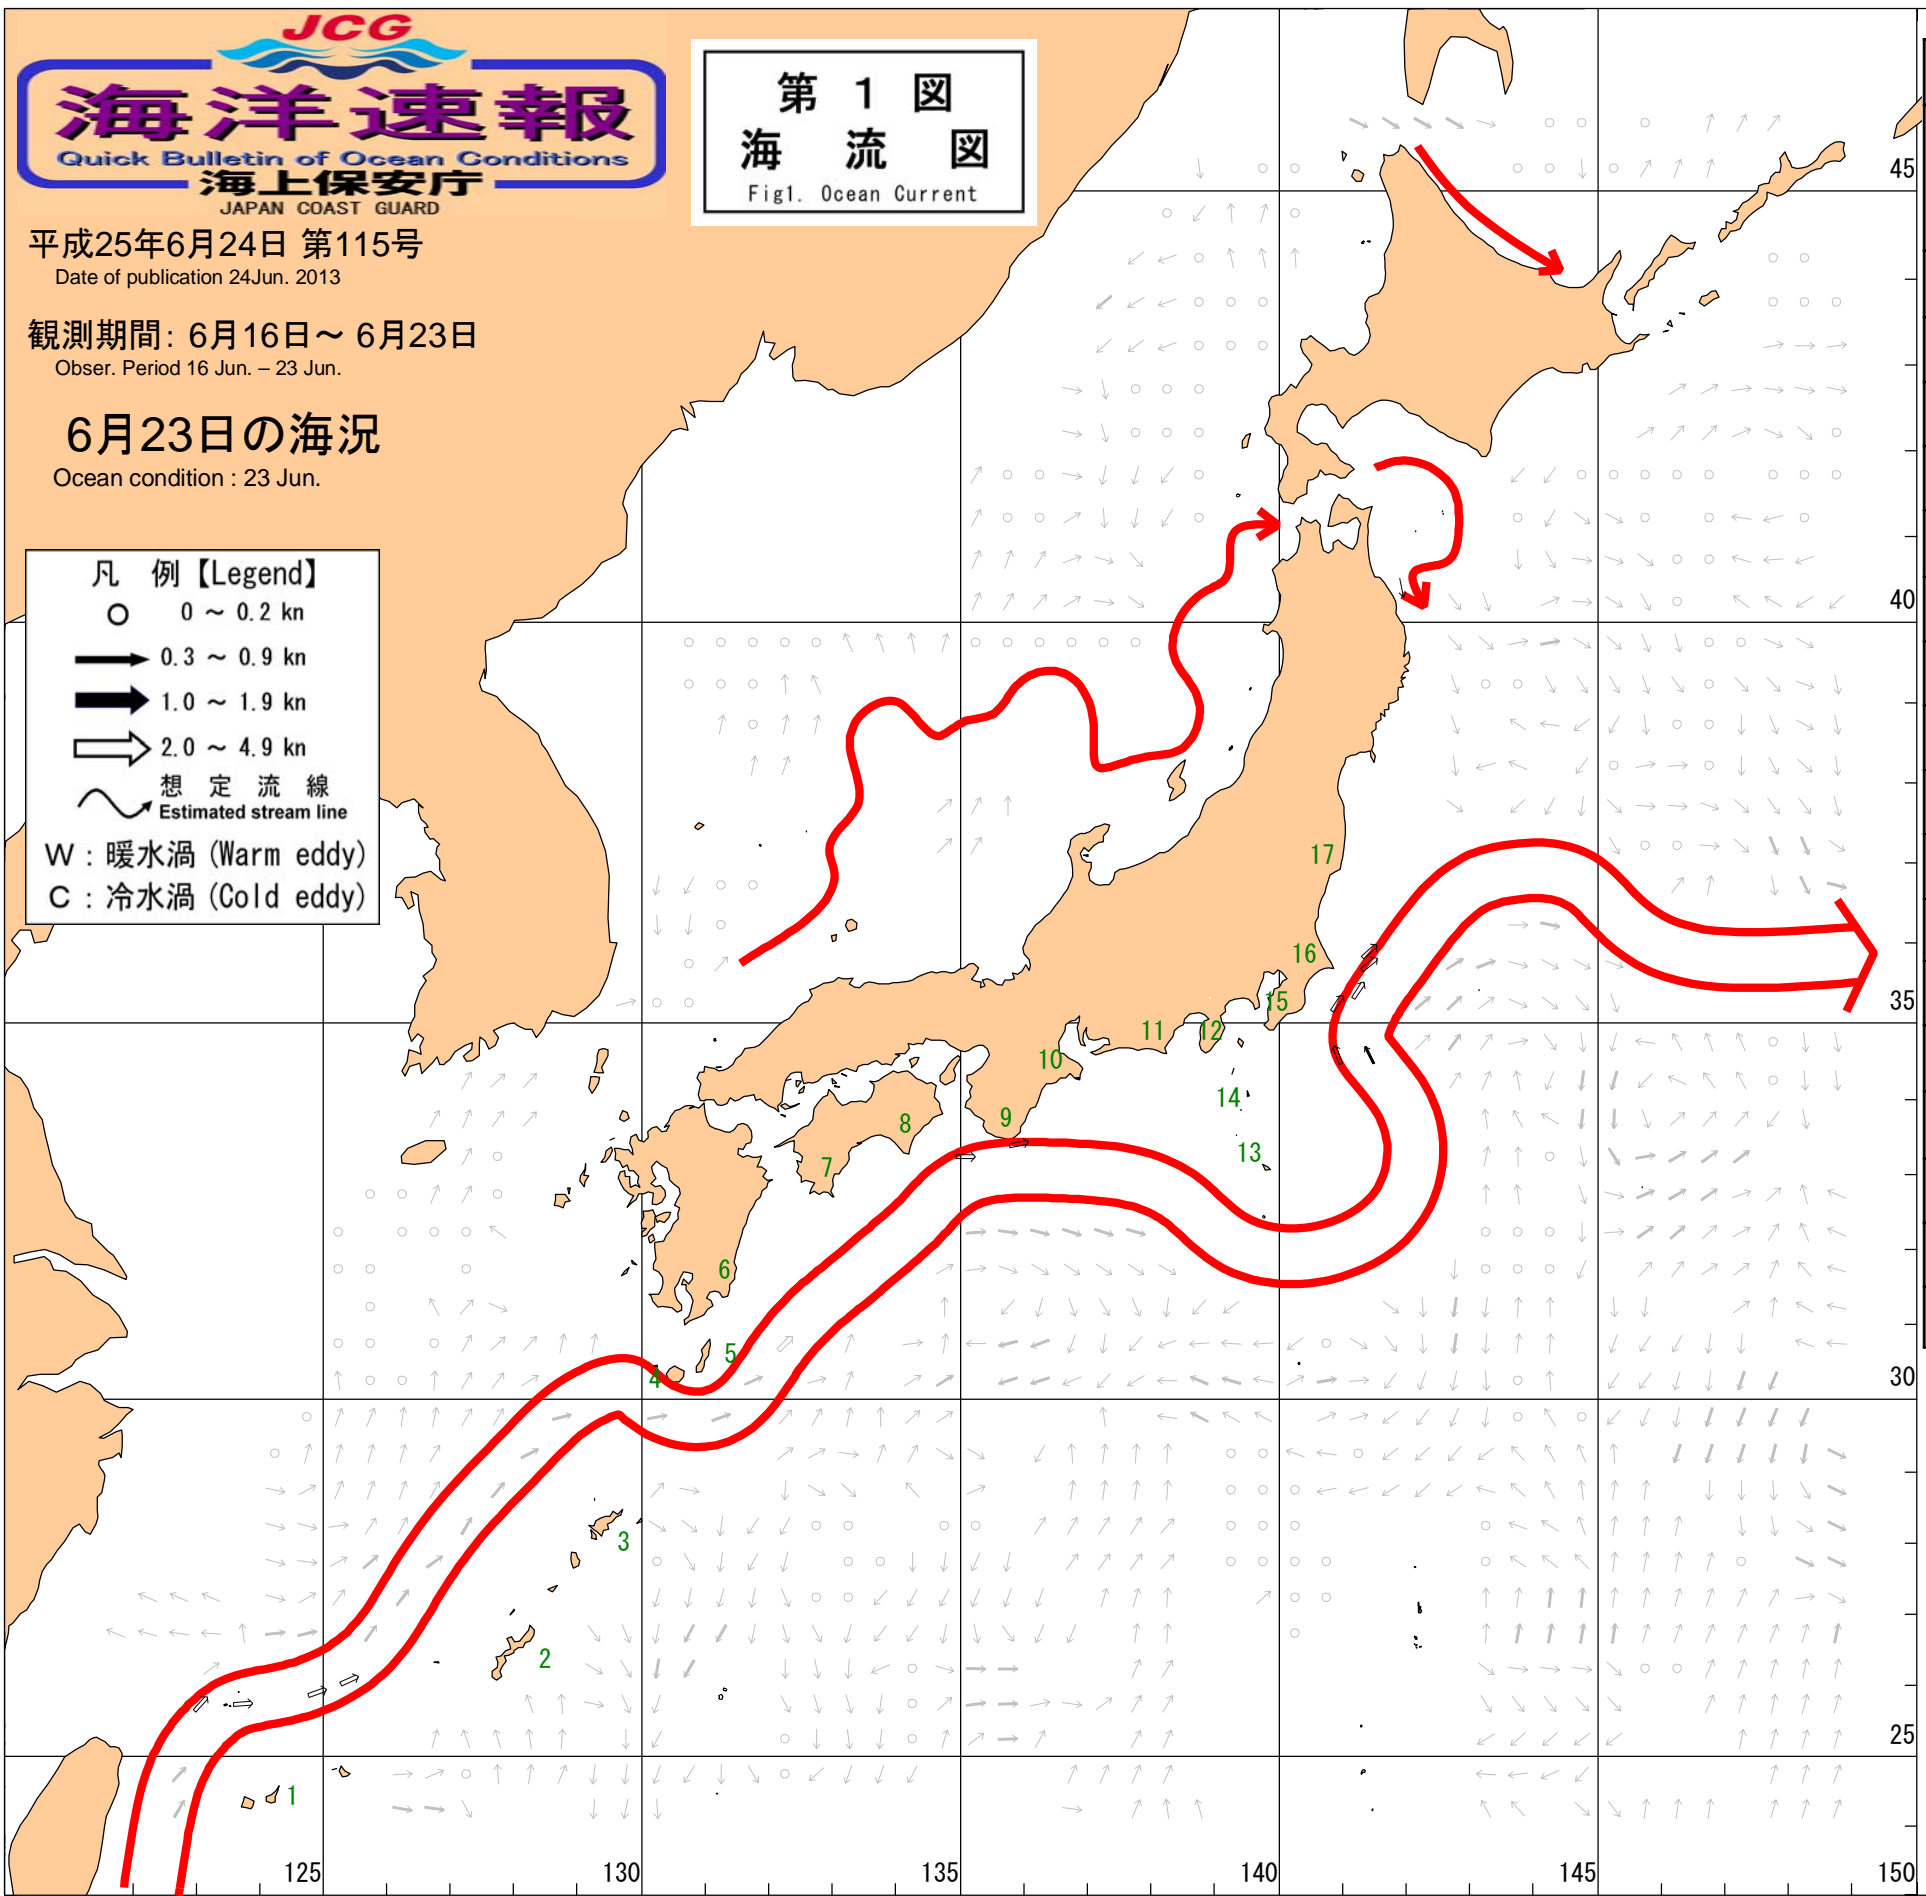 JCG
海洋速報
Quick Bulletin of Ocean Conditions
海上保安庁
JAPAN COAST GUARD
第 1 図
海 流 図
Fig1. Ocean Current
平成25年6月24日 第115号
Date of publication 24Jun. 2013
観測期間: 6月16日～ 6月23日
Obser. Period 16 Jun. – 23 Jun.
6月23日の海況
Ocean condition : 23 Jun.
凡 例【Legend】
0 ～ 0.2 kn
0.3 ～ 0.9 kn
1.0 ～ 1.9 kn
2.0 ～ 4.9 kn
想 定 流 線
Estimated stream line
W : 暖水渦 (Warm eddy)
C : 冷水渦 (Cold eddy)
45
40
35
30
25
17
16
15
12
11
10
14
9
8
13
7
6
5
4
3
2
1
125
130
135
140
145
150